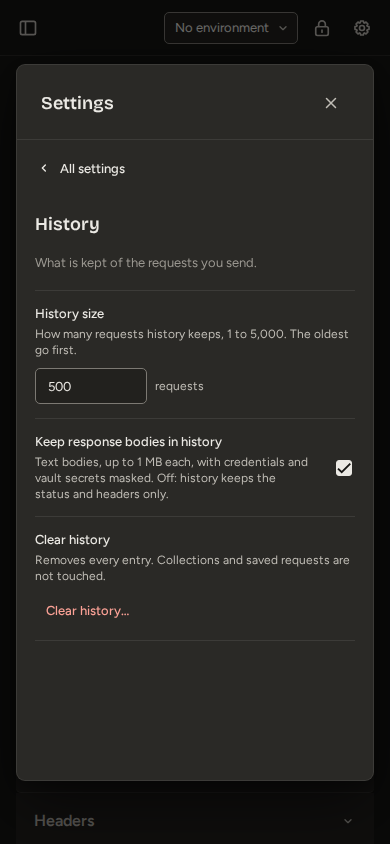 No environment
Settings
All settings
History
What is kept of the requests you send.
History size
How many requests history keeps, 1 to 5,000. The oldest
go first.
500 requests
Keep response bodies in history
Text bodies, up to 1 MB each, with credentials and
vault secrets masked. Off: history keeps the
status and headers only.
Clear history
Removes every entry. Collections and saved requests are
not touched.
Clear history...
Headers